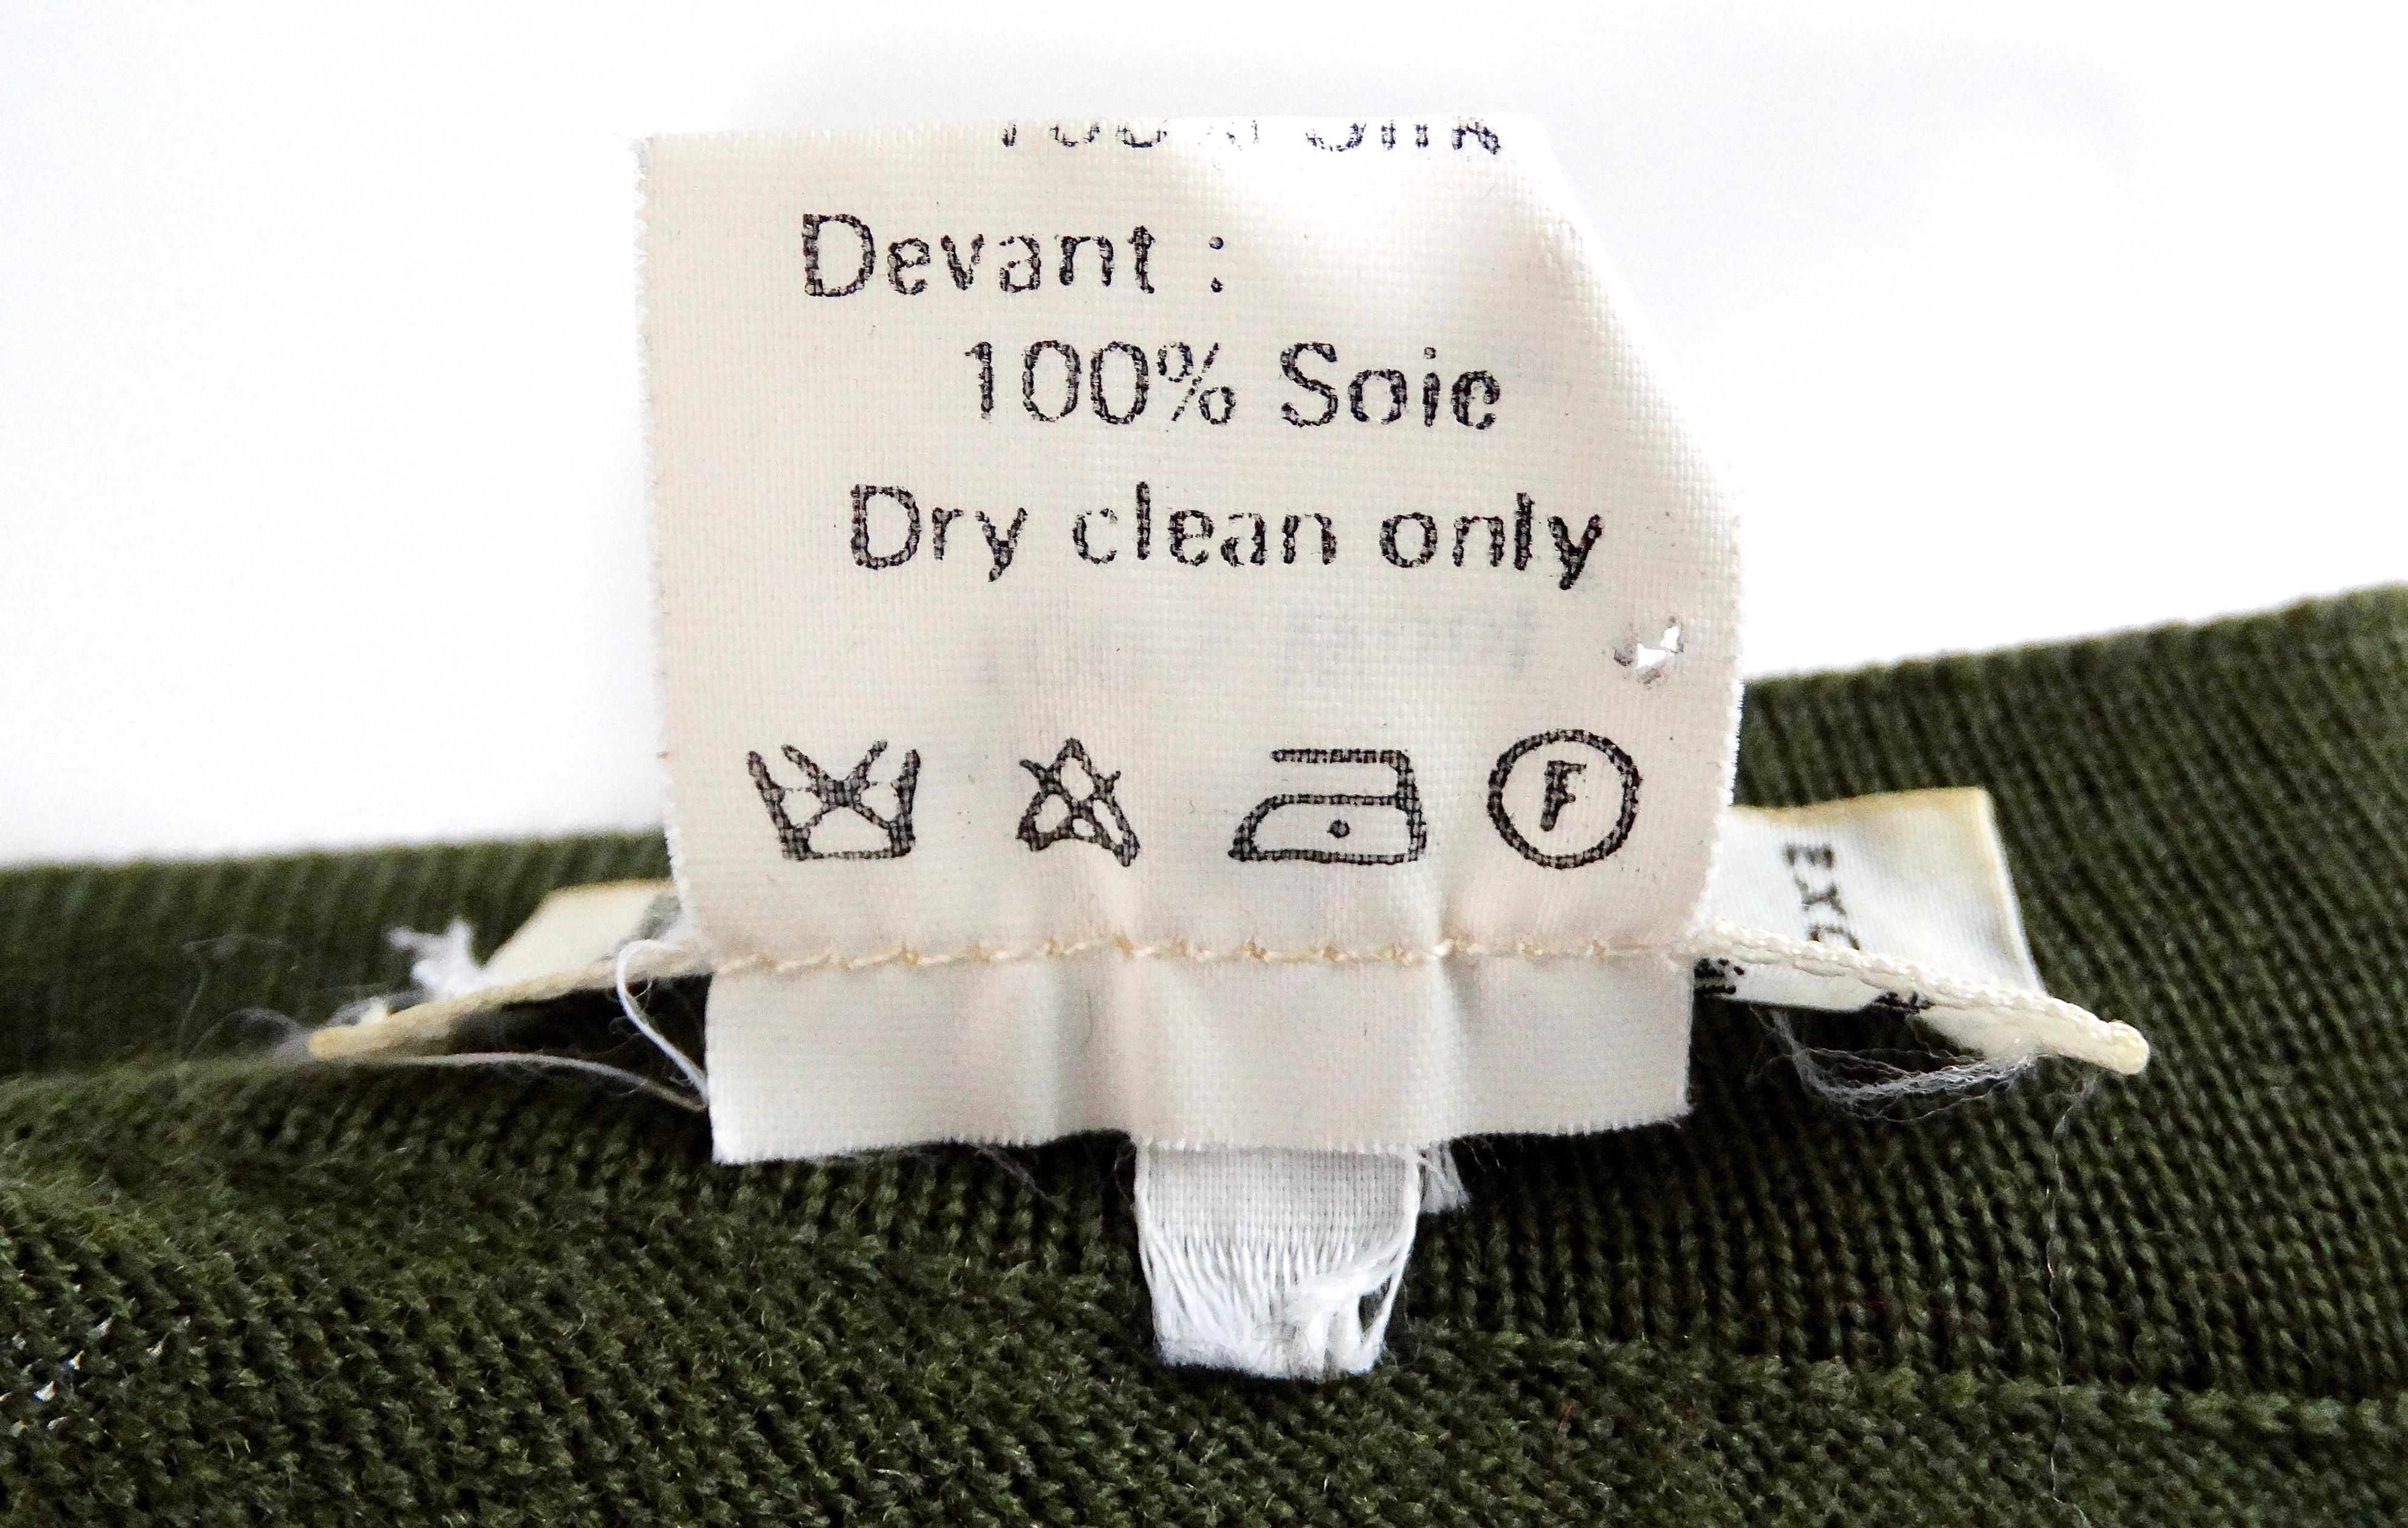 Devant :
100% Soie
Dry clean only
F